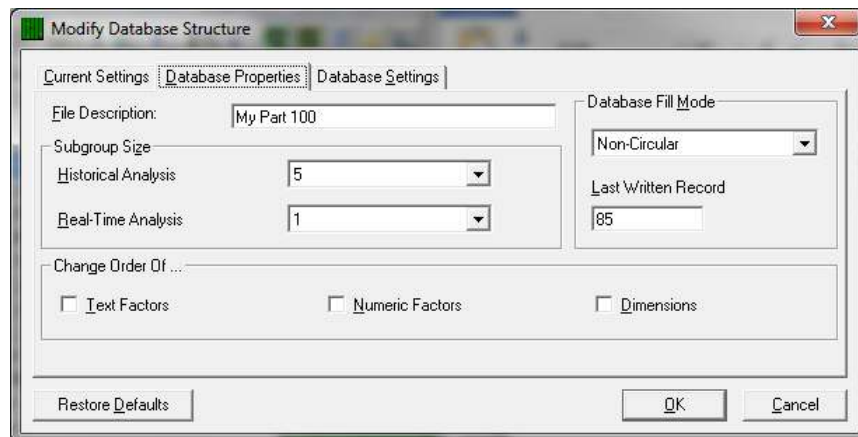 Modify Database Structure
Current Settings Database Properties Database Settings
File Description: My Part 100
Subgroup Size
Historical Analysis 5
Real-Time Analysis 1
Database Fill Mode
Non-Circular
Last Written Record
85
Change Order Of ...
Text Factors Numeric Factors Dimensions
Restore Defaults OK Cancel